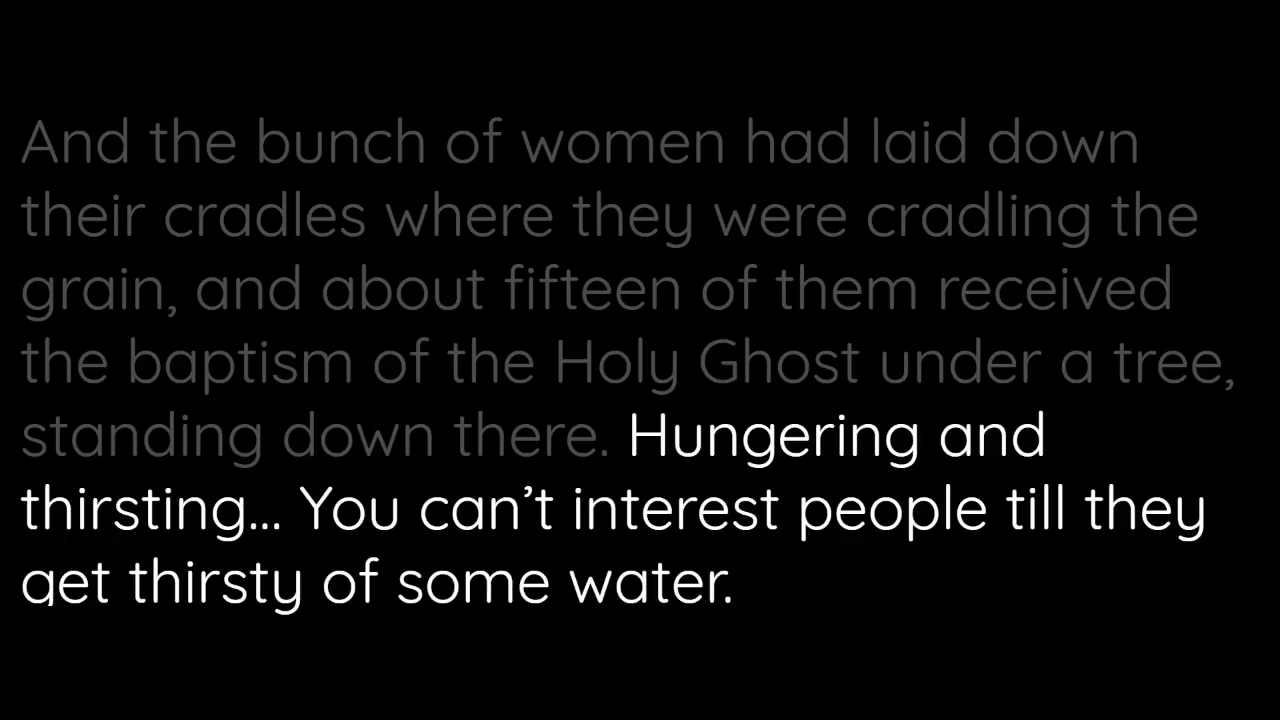 And the bunch of women had laid down
their cradles where they were cradling the
grain, and about fifteen of them received
the baptism of the Holy Ghost under a tree,
standing down there. Hungering and
thirsting... You can’t interest people till they
get thirsty of some water.